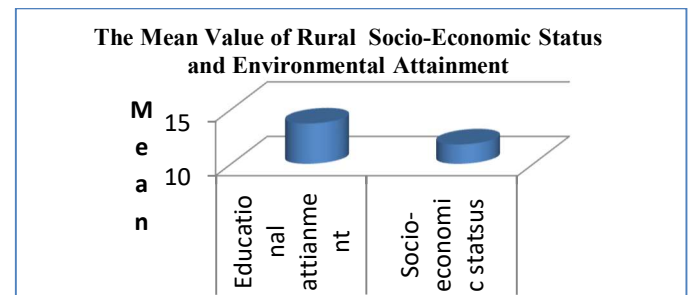 The Mean Value of Rural Socio-Economic Status
and Environmental Attainment
M
e
a
n
15
10
Educatio
nal
attianme
nt
Socio-
economi
c statsus